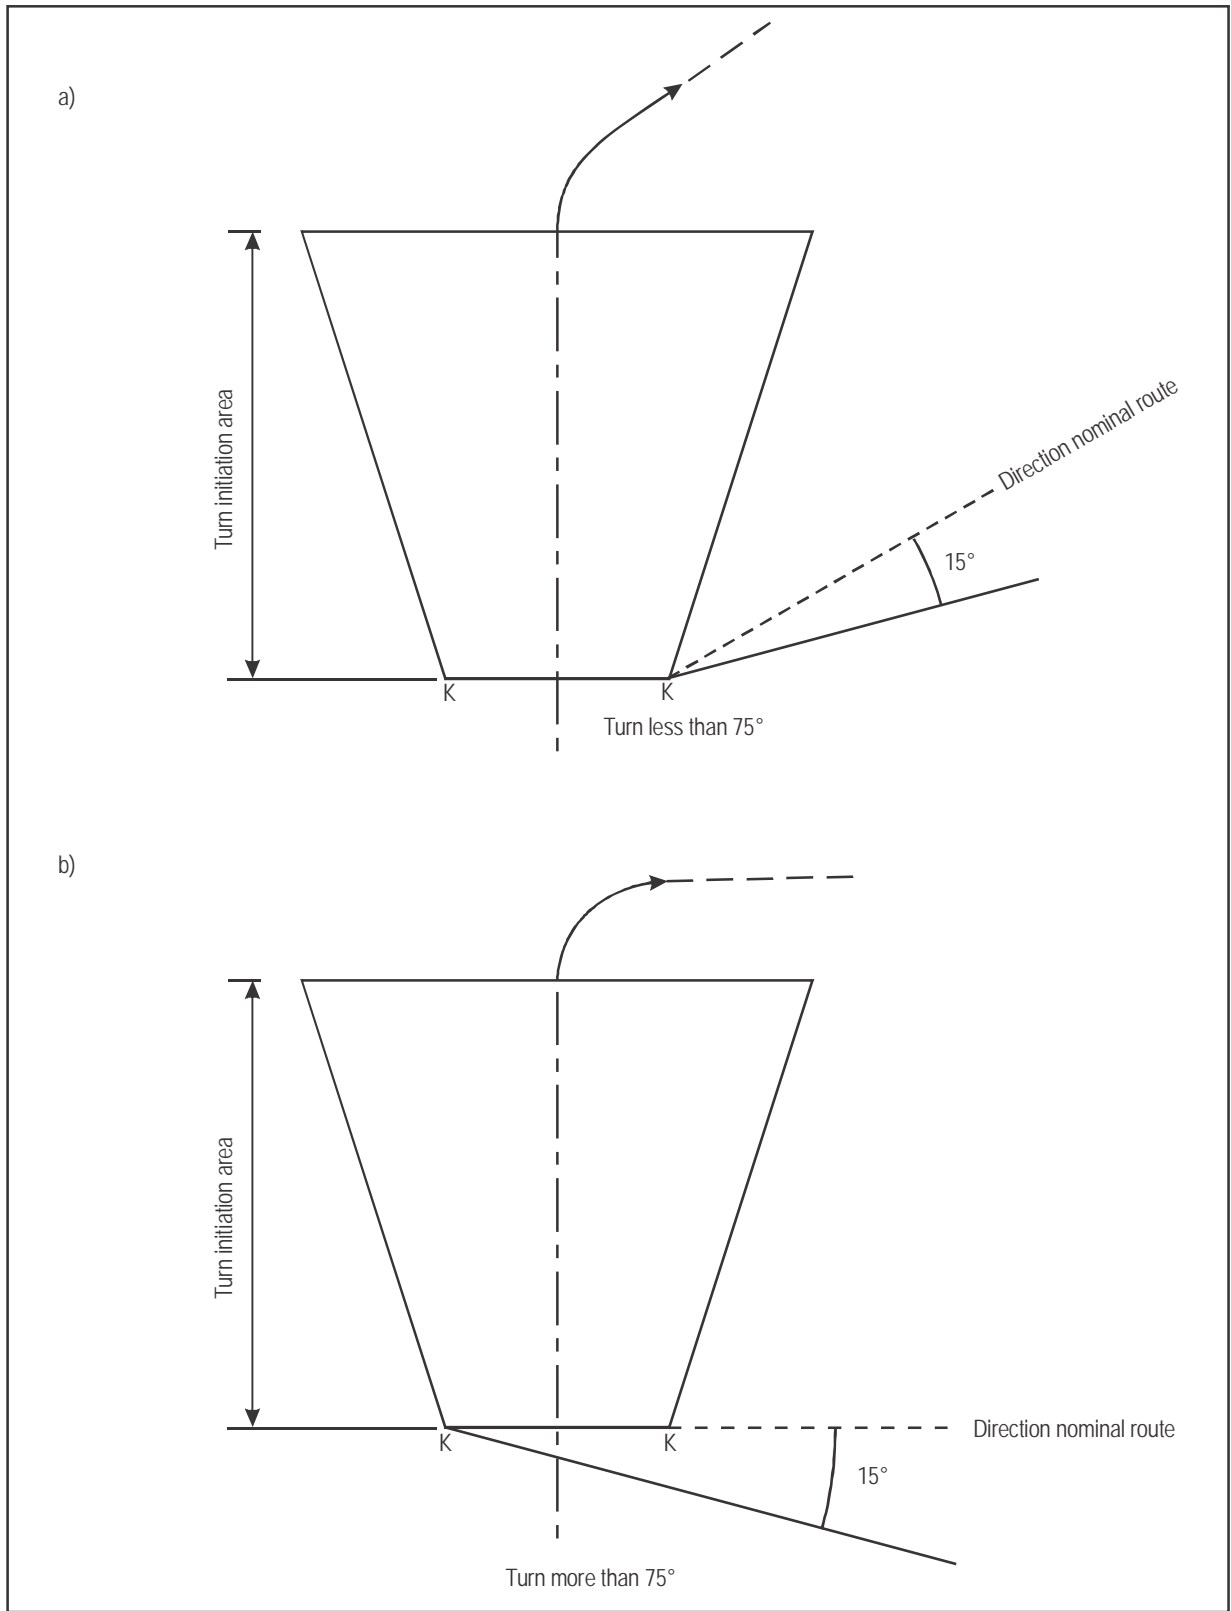 a)
Turn initiation area
Direction nominal route
15°
K
K
Turn less than 75°
b)
Turn initiation area
K
K
Direction nominal route
15°
Turn more than 75°